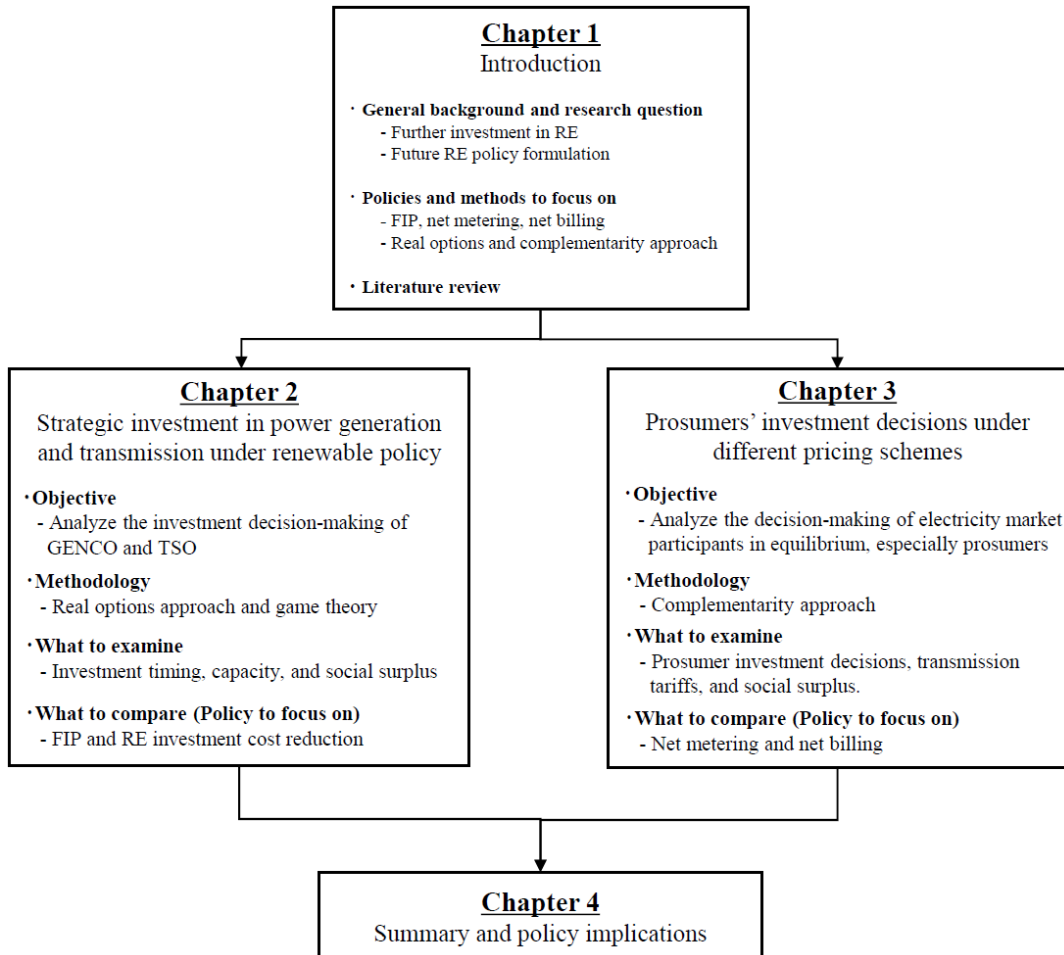 Chapter 1
Introduction
· General background and research question
- Further investment in RE
- Future RE policy formulation
· Policies and methods to focus on
- FIP, net metering, net billing
- Real options and complementarity approach
· Literature review
Chapter 2
Strategic investment in power generation
and transmission under renewable policy
· Objective
- Analyze the investment decision-making of
GENCO and TSO
· Methodology
- Real options approach and game theory
· What to examine
- Investment timing, capacity, and social surplus
· What to compare (Policy to focus on)
- FIP and RE investment cost reduction
Chapter 3
Prosumers' investment decisions under
different pricing schemes
· Objective
- Analyze the decision-making of electricity market
participants in equilibrium, especially prosumers
· Methodology
- Complementarity approach
· What to examine
- Prosumer investment decisions, transmission
tariffs, and social surplus.
· What to compare (Policy to focus on)
- Net metering and net billing
Chapter 4
Summary and policy implications